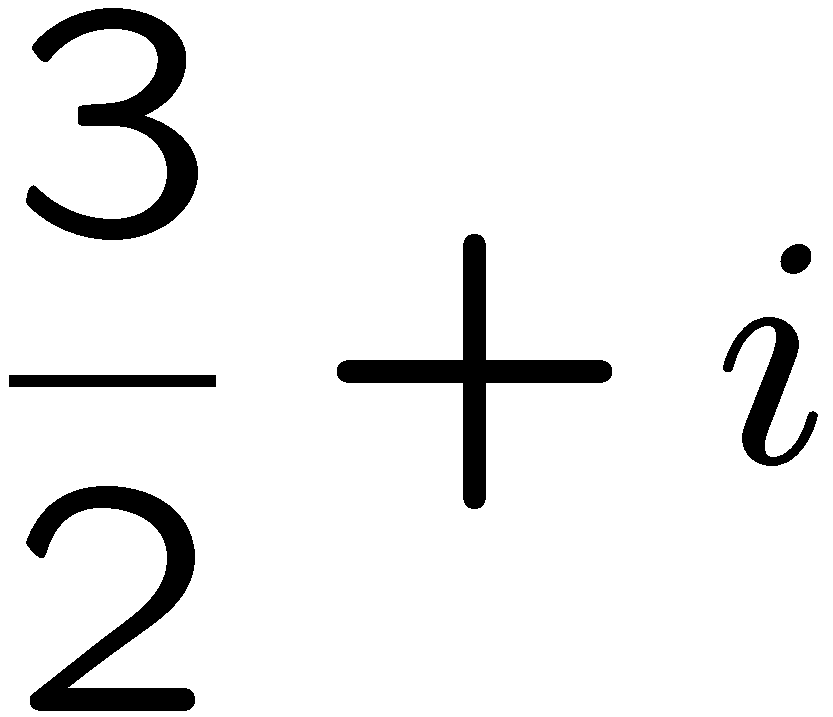 3/2 + i